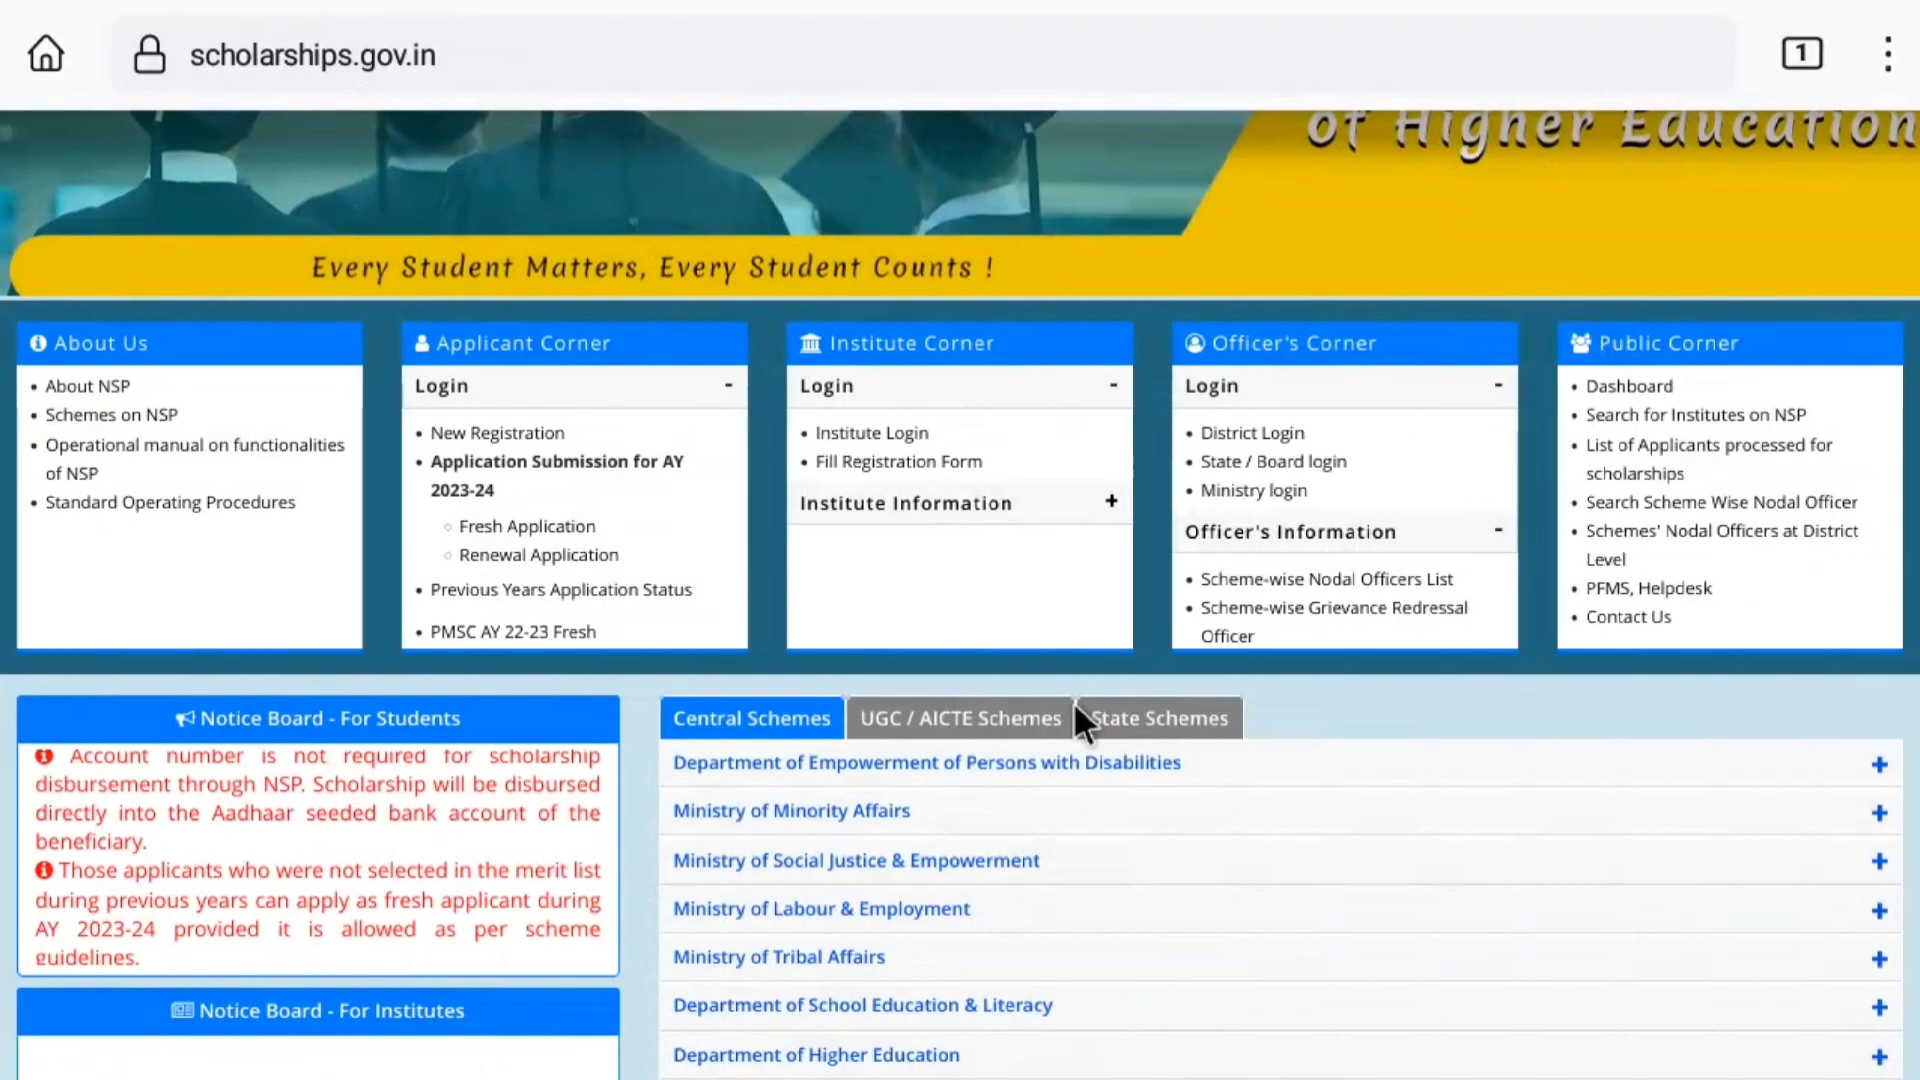 scholarships.gov.in
1
of Higher Education
Every Student Matters, Every Student Counts !
About Us
About NSP
Schemes on NSP
Operational manual on functionalities
of NSP
Standard Operating Procedures
Applicant Corner
Login -
New Registration
Application Submission for AY
2023-24
Fresh Application
Renewal Application
Previous Years Application Status
PMSC AY 22-23 Fresh
Institute Corner
Login -
Institute Login
Fill Registration Form
Institute Information +
Officer's Corner
Login -
District Login
State / Board login
Ministry login
Officer's Information -
Scheme-wise Nodal Officers List
Scheme-wise Grievance Redressal
Officer
Public Corner
Dashboard
Search for Institutes on NSP
List of Applicants processed for
scholarships
Search Scheme Wise Nodal Officer
Schemes' Nodal Officers at District
Level
PFMS, Helpdesk
Contact Us
Notice Board - For Students
Account number is not required for scholarship
disbursement through NSP. Scholarship will be disbursed
directly into the Aadhaar seeded bank account of the
beneficiary.
Those applicants who were not selected in the merit list
during previous years can apply as fresh applicant during
AY 2023-24 provided it is allowed as per scheme
guidelines.
Notice Board - For Institutes
Central Schemes
UGC / AICTE Schemes
State Schemes
Department of Empowerment of Persons with Disabilities +
Ministry of Minority Affairs +
Ministry of Social Justice & Empowerment +
Ministry of Labour & Employment +
Ministry of Tribal Affairs +
Department of School Education & Literacy +
Department of Higher Education +